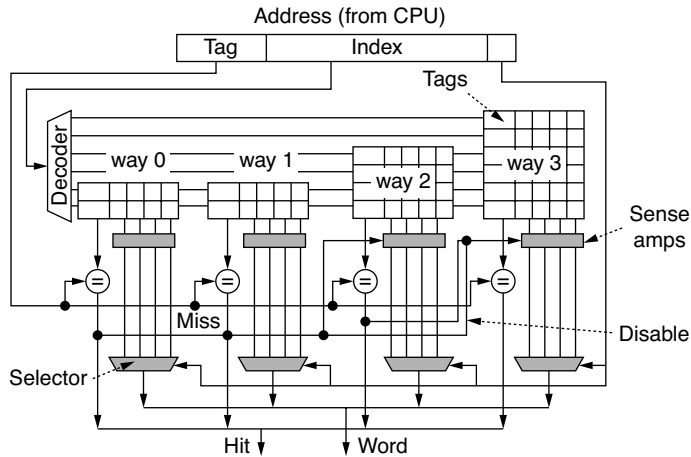 Address (from CPU)
Tag
Index
Tags
Decoder
way 0
way 1
way 2
way 3
Sense
amps
=
=
=
=
Miss
Disable
Selector
Hit
Word